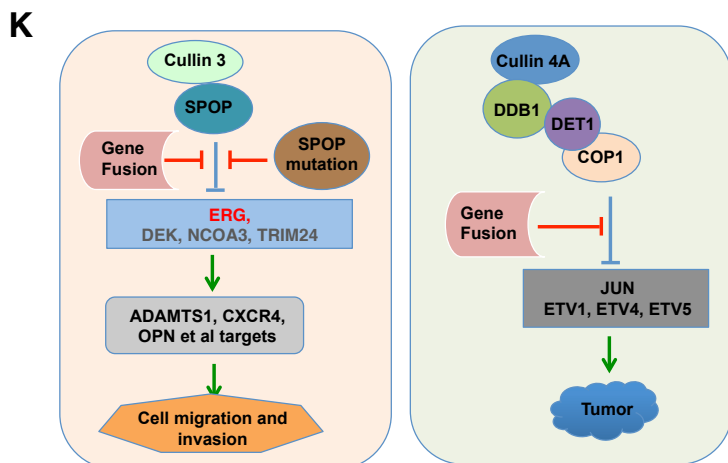 K
Cullin 3
SPOP
Gene
Fusion
SPOP
mutation
ERG,
DEK, NCOA3, TRIM24
ADAMTS1, CXCR4,
OPN et al targets
Cell migration and
invasion
Cullin 4A
DDB1
DET1
COP1
Gene
Fusion
JUN
ETV1, ETV4, ETV5
Tumor